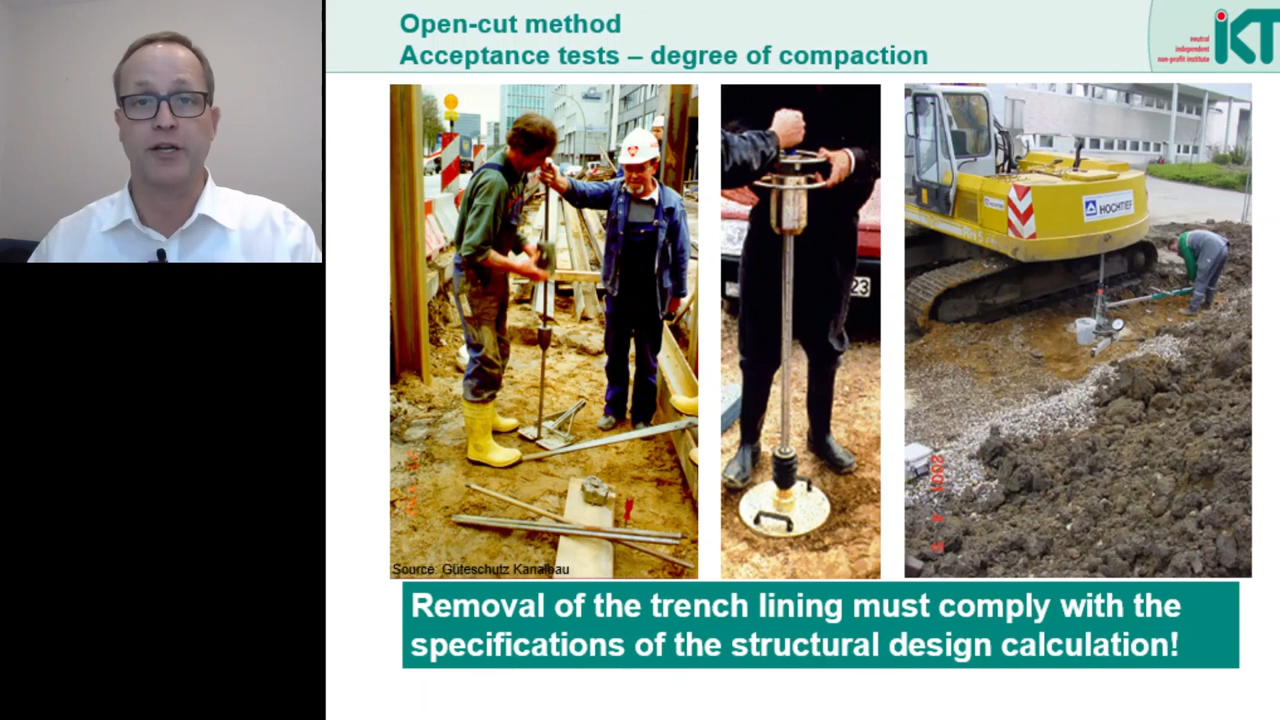 Open-cut method
Acceptance tests – degree of compaction
neutral
independent
non-profit institute
iKT
HOCHTIEF
23
Source: Güteschutz Kanalbau
2001
Removal of the trench lining must comply with the
specifications of the structural design calculation!